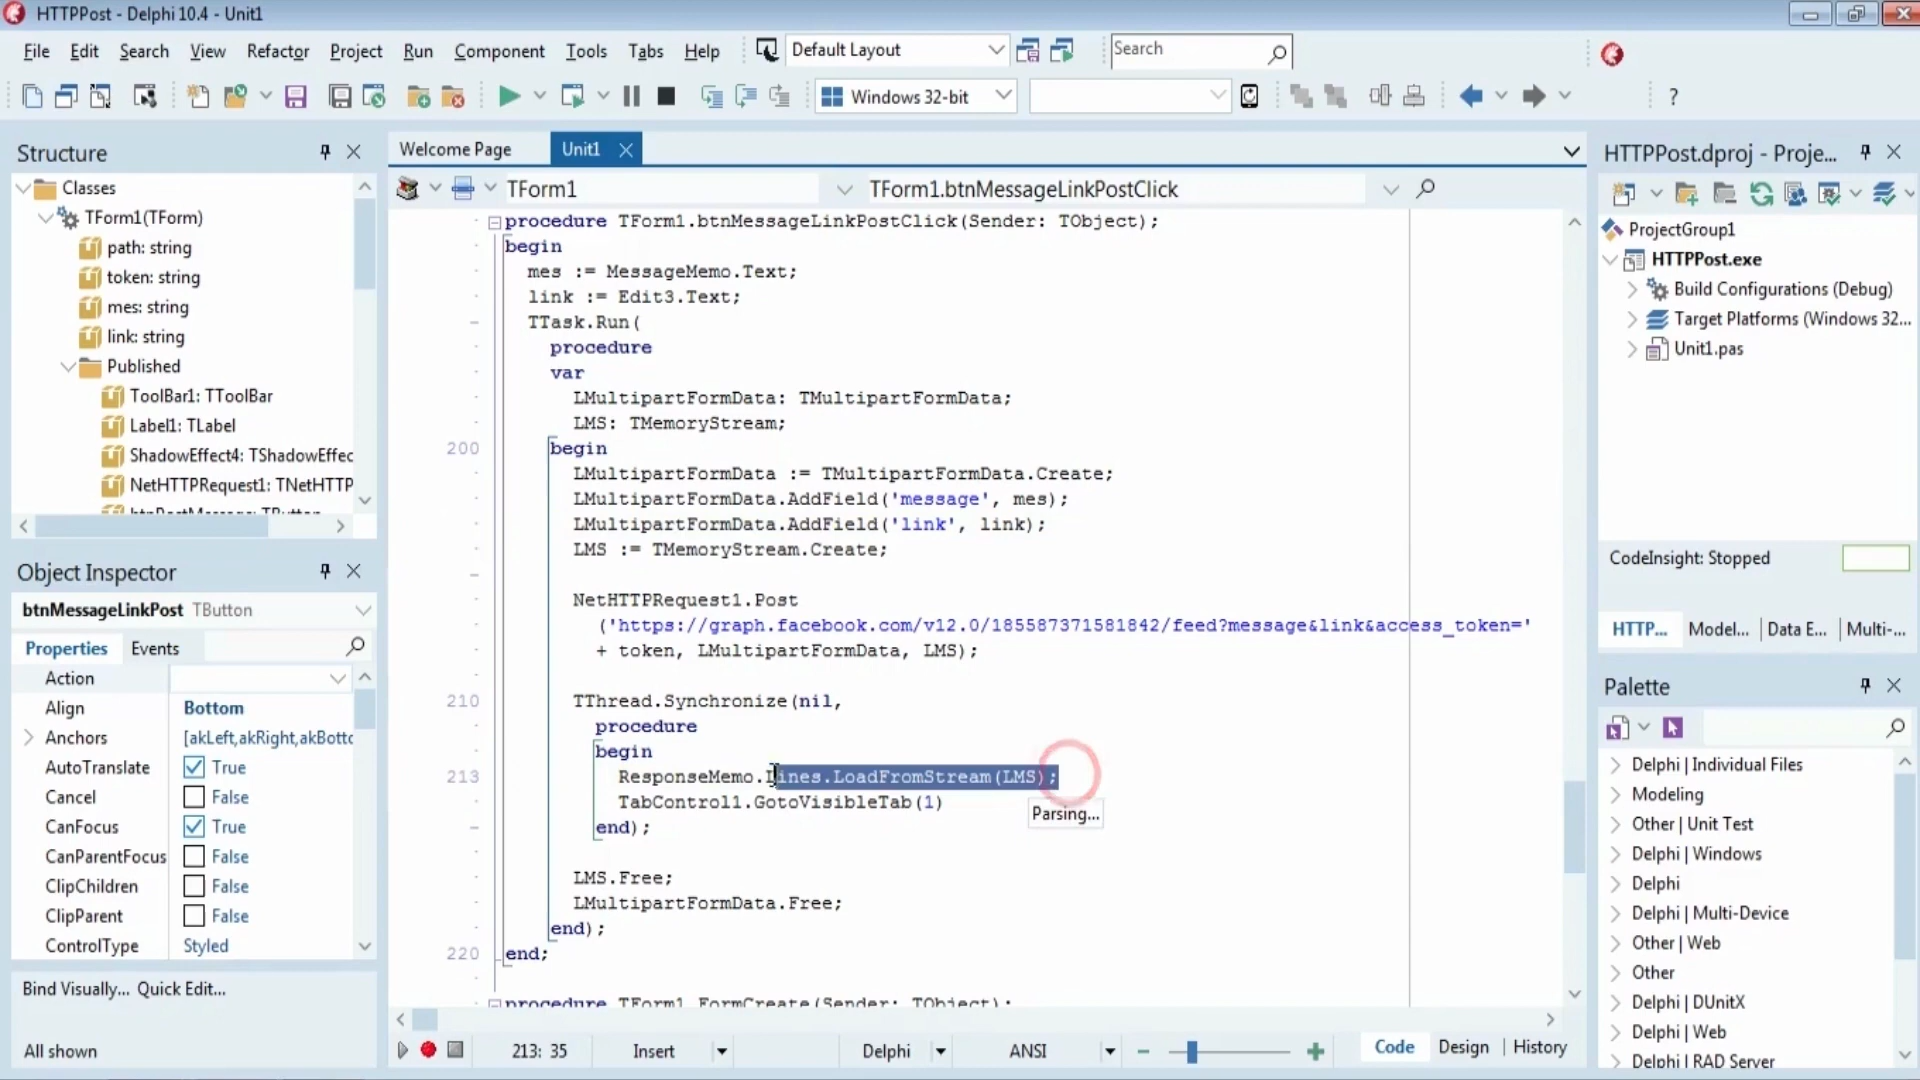 HTTPPost - Delphi 10.4 - Unit1
File Edit Search View Refactor Project Run Component Tools Tabs Help
Default Layout
Search
Windows 32-bit
?
Structure
Classes
TForm1(TForm)
path: string
token: string
mes: string
link: string
Published
ToolBar1: TToolBar
Label1: TLabel
ShadowEffect4: TShadowEffec
NetHTTPRequest1: TNetHTTP
Object Inspector
btnMessageLinkPost TButton
Properties Events
Action
Align Bottom
Anchors [akLeft,akRight,akBotto
AutoTranslate True
Cancel False
CanFocus True
CanParentFocus False
ClipChildren False
ClipParent False
ControlType Styled
Bind Visually... Quick Edit...
All shown
Welcome Page Unit1
TForm1 TForm1.btnMessageLinkPostClick
procedure TForm1.btnMessageLinkPostClick(Sender: TObject);
begin
mes := MessageMemo.Text;
link := Edit3.Text;
TTask.Run(
procedure
var
LMultipartFormData: TMultipartFormData;
LMS: TMemoryStream;
200 begin
LMultipartFormData := TMultipartFormData.Create;
LMultipartFormData.AddField('message', mes);
LMultipartFormData.AddField('link', link);
LMS := TMemoryStream.Create;
NetHTTPRequest1.Post
('https://graph.facebook.com/v12.0/185587371581842/feed?message&link&access_token='
+ token, LMultipartFormData, LMS);
210 TThread.Synchronize(nil,
procedure
begin
213 ResponseMemo.Lines.LoadFromStream(LMS);
TabControl1.GotoVisibleTab(1)
Parsing...
end);
LMS.Free;
LMultipartFormData.Free;
end);
220 end;
procedure TForm1.FormCreate(Sender: TObject);
213: 35 Insert Delphi ANSI Code Design History
HTTPPost.dproj - Proje...
ProjectGroup1
HTTPPost.exe
Build Configurations (Debug)
Target Platforms (Windows 32...
Unit1.pas
CodeInsight: Stopped
HTTP... Model... Data E... Multi-...
Palette
Delphi | Individual Files
Modeling
Other | Unit Test
Delphi | Windows
Delphi
Delphi | Multi-Device
Other | Web
Other
Delphi | DUnitX
Delphi | Web
Delphi | RAD Server